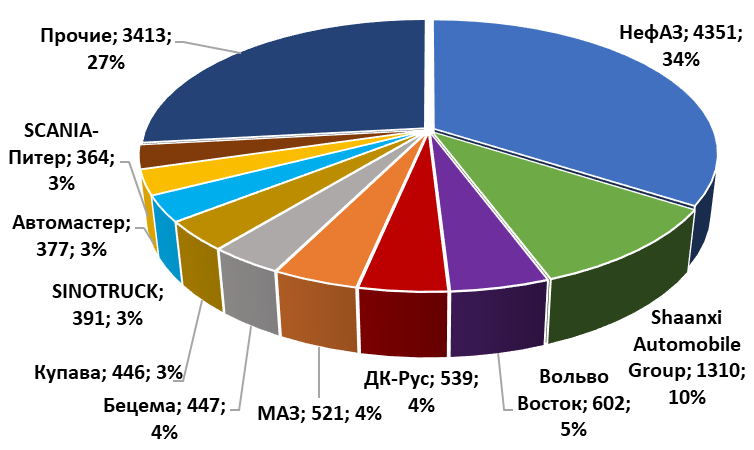 НефАЗ; 4351;
34%
Shaanxi
Automobile
Group; 1310;
10%
Вольво
Восток; 602;
5%
ДК-Рус; 539;
4%
МАЗ; 521; 4%
Бецема; 447;
4%
Купава; 446; 3%
SINOTRUCK;
391; 3%
Автомастер;
377; 3%
SCANIA-
Питер; 364;
3%
Прочие; 3413;
27%